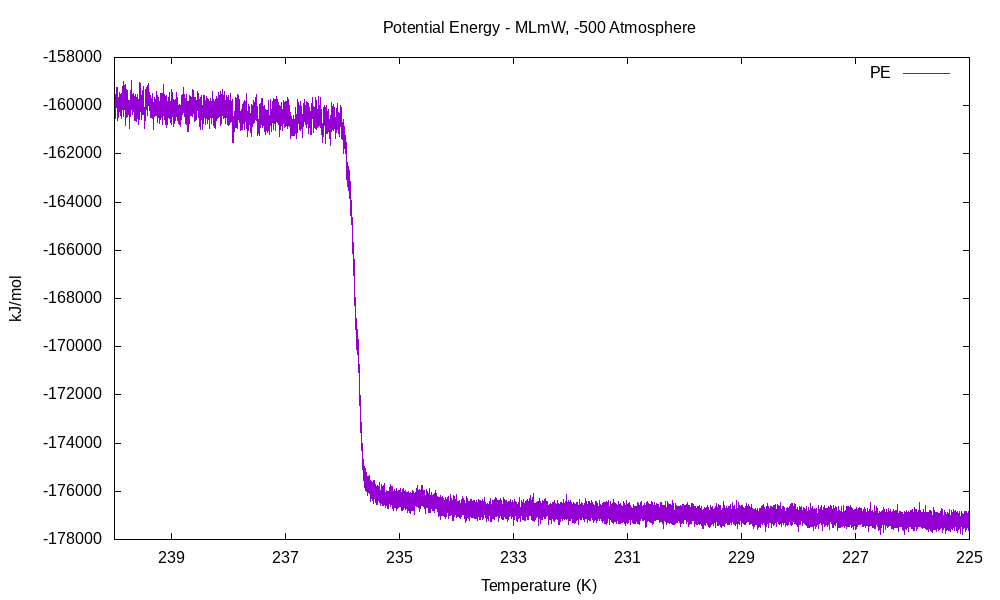 Potential Energy - MLmW, -500 Atmosphere
PE
kJ/mol
-158000
-160000
-162000
-164000
-166000
-168000
-170000
-172000
-174000
-176000
-178000
239 237 235 233 231 229 227 225
Temperature (K)